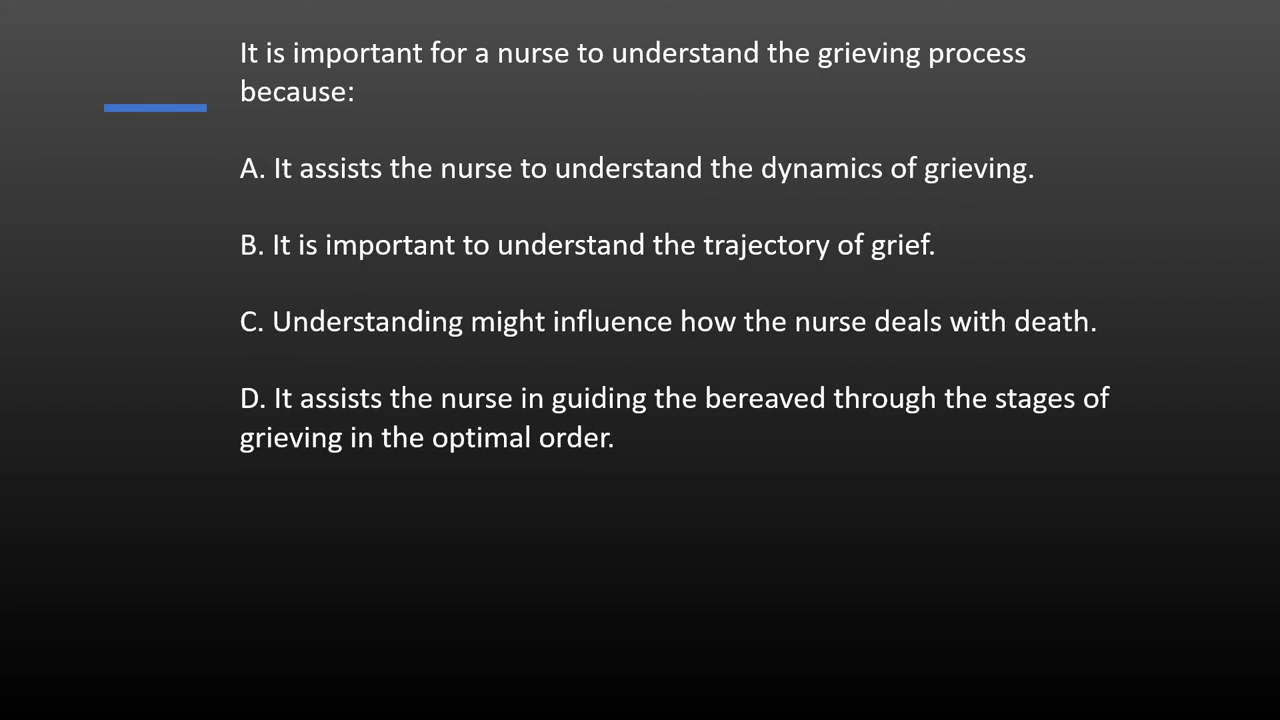 It is important for a nurse to understand the grieving process
because:
A. It assists the nurse to understand the dynamics of grieving.
B. It is important to understand the trajectory of grief.
C. Understanding might influence how the nurse deals with death.
D. It assists the nurse in guiding the bereaved through the stages of
grieving in the optimal order.